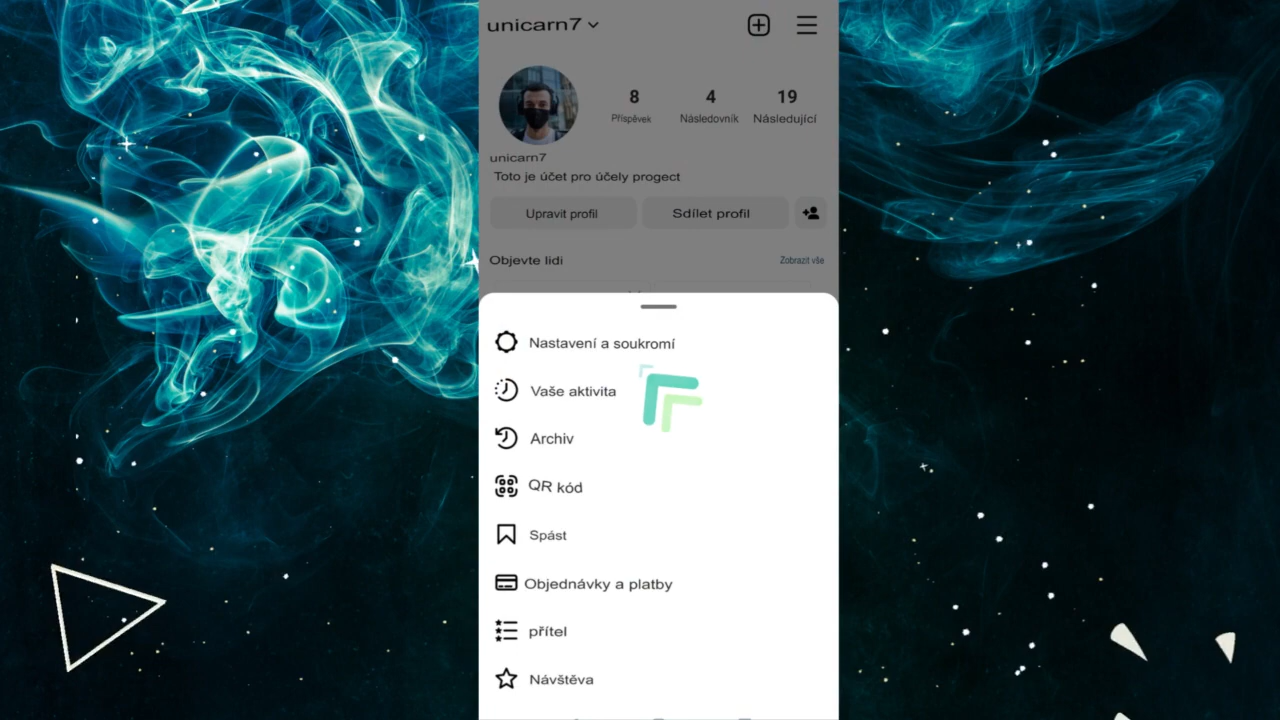 unicarn7
8 4 19
Příspěvek Následovník Následující
unicarn7
Toto je účet pro účely progect
Upravit profil Sdílet profil
Objevte lidi Zobrazit vše
Nastavení a soukromí
Vaše aktivita
Archiv
QR kód
Spást
Objednávky a platby
přítel
Návštěva